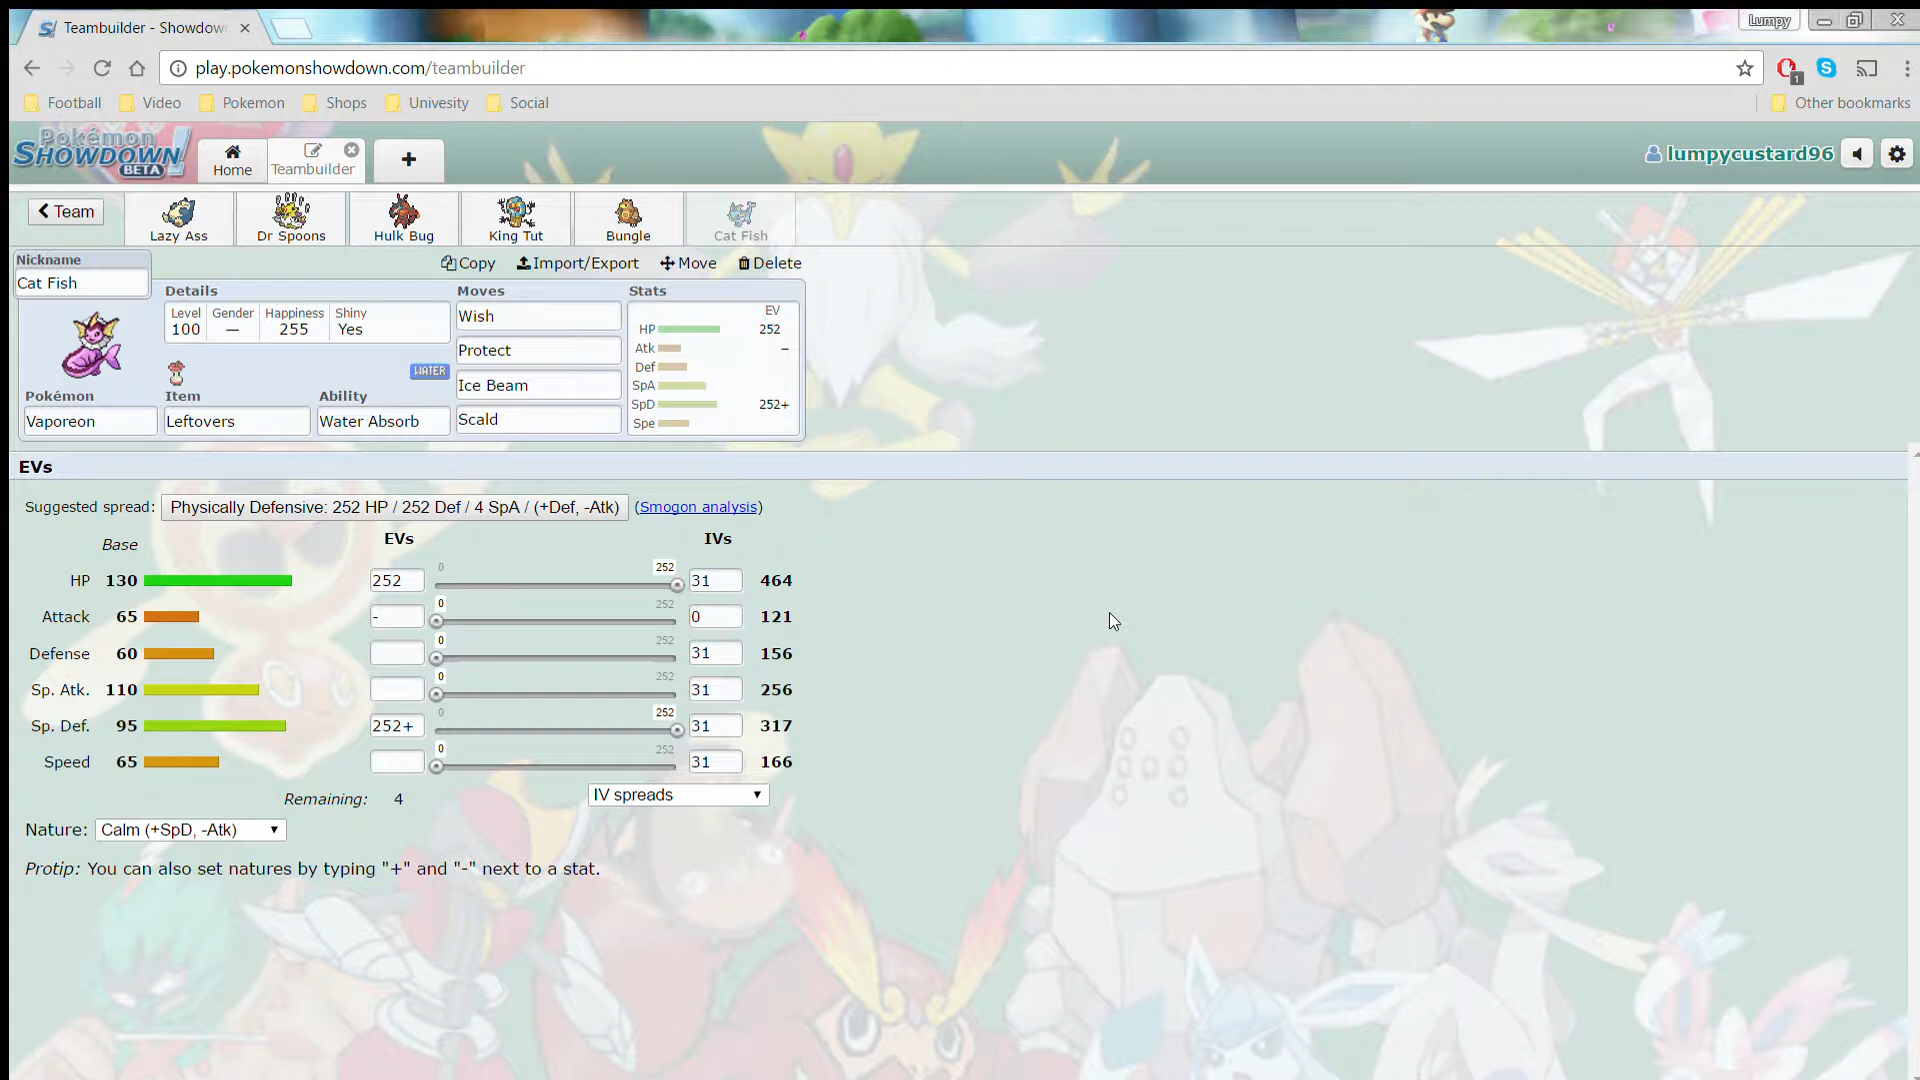 Teambuilder - Showdown
Lumpy
play.pokemonshowdown.com/teambuilder
1
Football Video Pokemon Shops Univesity Social Other bookmarks
Pokémon
SHOWDOWN!
BETA
Home
Teambuilder
lumpycustard96
Team
Lazy Ass Dr Spoons Hulk Bug King Tut Bungle Cat Fish
Copy Import/Export Move Delete
Nickname
Cat Fish
Details
Level Gender Happiness Shiny
100 — 255 Yes
WATER
Pokémon Item Ability
Vaporeon Leftovers Water Absorb
Moves
Wish
Protect
Ice Beam
Scald
Stats
EV
HP 252
Atk –
Def
SpA
SpD 252+
Spe
EVs
Suggested spread: Physically Defensive: 252 HP / 252 Def / 4 SpA / (+Def, -Atk) (Smogon analysis)
Base EVs IVs
0 252
HP 130 252 31 464
0 252
Attack 65 - 0 121
0 252
Defense 60 31 156
0 252
Sp. Atk. 110 31 256
0 252
Sp. Def. 95 252+ 31 317
0 252
Speed 65 31 166
Remaining: 4 IV spreads
Nature: Calm (+SpD, -Atk)
Protip: You can also set natures by typing "+" and "-" next to a stat.